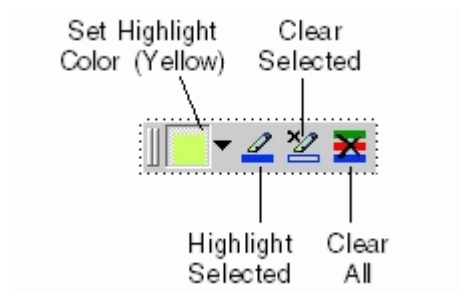 Set Highlight
Color (Yellow)
Clear
Selected
Highlight
Selected
Clear
All